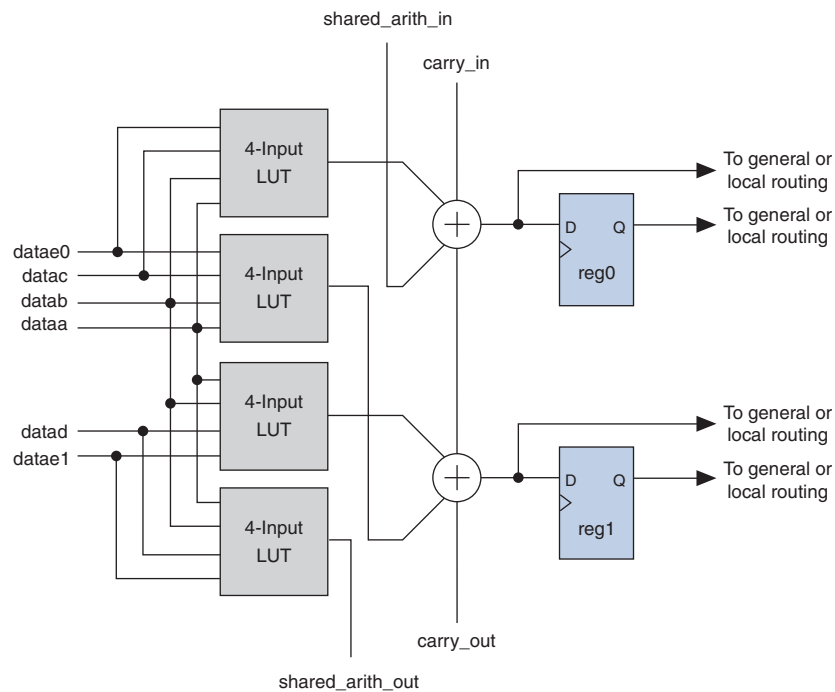 shared_arith_in
carry_in
4-Input
LUT
To general or
local routing
D Q
reg0
To general or
local routing
datae0
datac
datab
dataa
4-Input
LUT
4-Input
LUT
To general or
local routing
datad
datae1
D Q
reg1
To general or
local routing
4-Input
LUT
carry_out
shared_arith_out